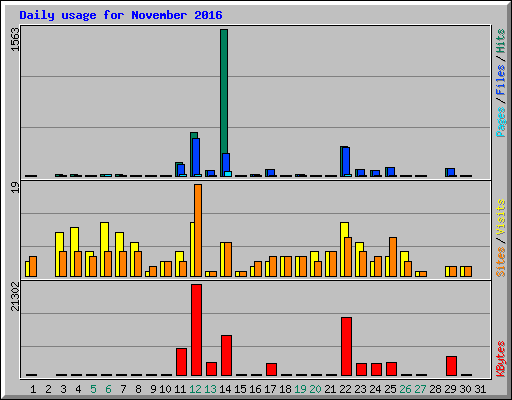 Daily usage for November 2016
1563
Pages / Files / Hits
19
Sites / Visits
21302
KBytes
1 2 3 4 5 6 7 8 9 10 11 12 13 14 15 16 17 18 19 20 21 22 23 24 25 26 27 28 29 30 31